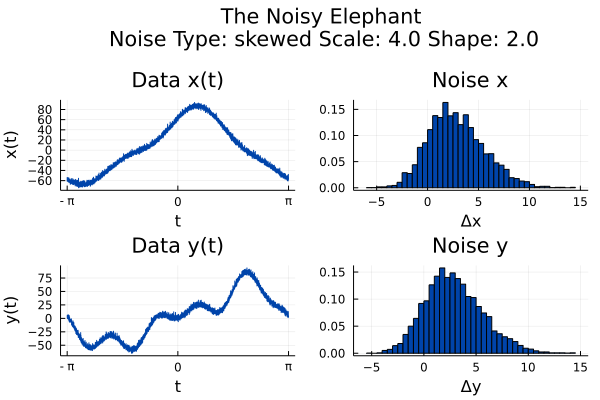 The Noisy Elephant
Noise Type: skewed Scale: 4.0 Shape: 2.0
Data x(t)
x(t)
80
60
40
20
0
−20
−40
−60
- π
0
π
t
Noise x
0.15
0.10
0.05
0.00
−5
0
5
10
15
Δx
Data y(t)
y(t)
75
50
25
0
−25
−50
- π
0
π
t
Noise y
0.15
0.10
0.05
0.00
−5
0
5
10
15
Δy